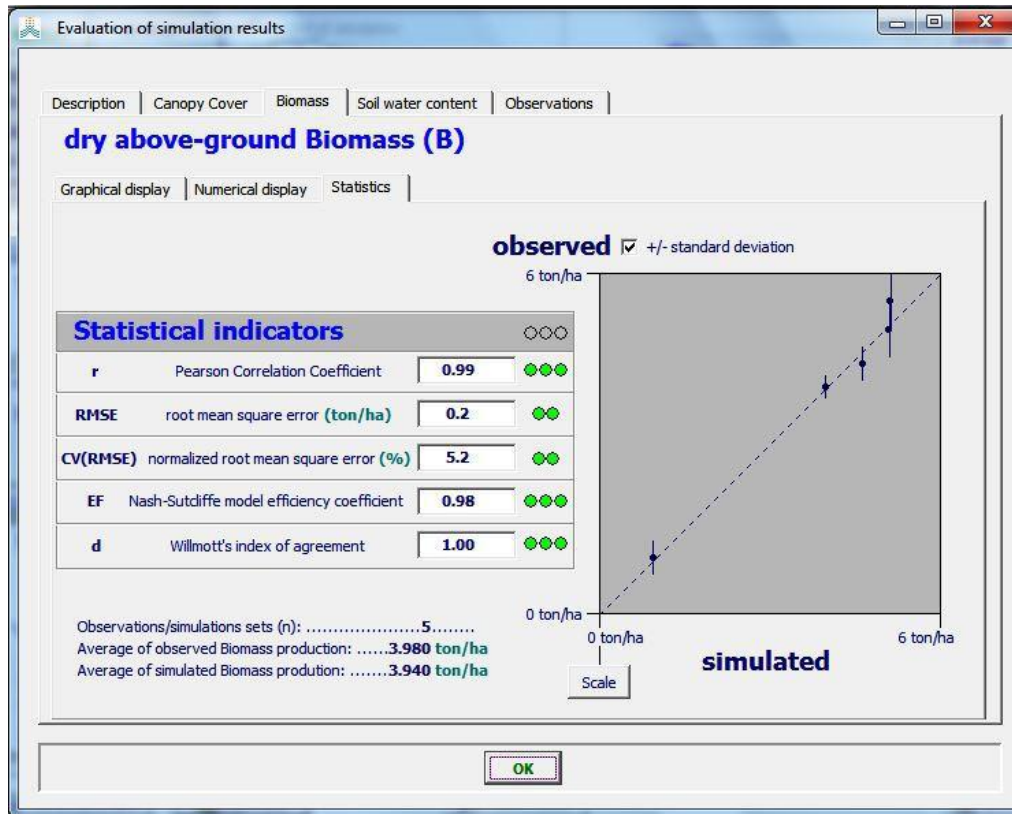 Evaluation of simulation results
Description Canopy Cover Biomass Soil water content Observations
dry above-ground Biomass (B)
Graphical display Numerical display Statistics
observed +/- standard deviation
6 ton/ha
Statistical indicators
r Pearson Correlation Coefficient 0.99
RMSE root mean square error (ton/ha) 0.2
CV(RMSE) normalized root mean square error (%) 5.2
EF Nash-Sutcliffe model efficiency coefficient 0.98
d Willmott's index of agreement 1.00
0 ton/ha
0 ton/ha 6 ton/ha
simulated
Observations/simulations sets (n): ......................5........
Average of observed Biomass production: ......3.980 ton/ha
Average of simulated Biomass prodution: .......3.940 ton/ha
Scale
OK